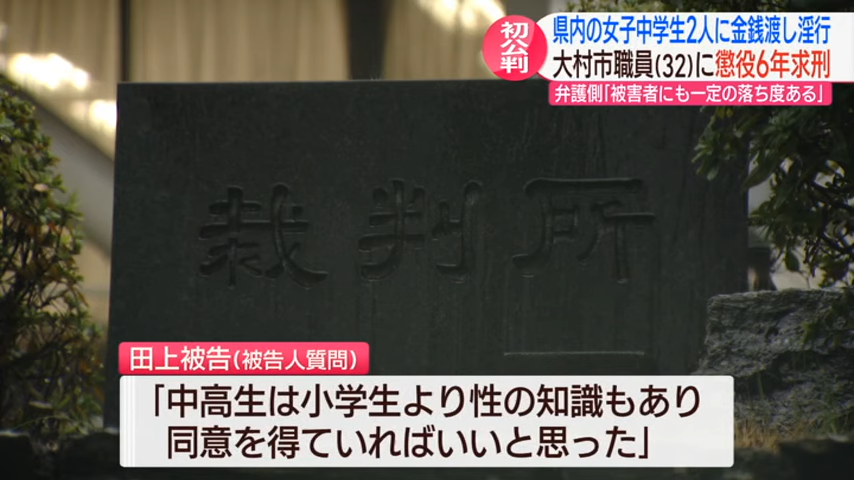 初公判
県内の女子中学生2人に金銭渡し淫行
大村市職員(32)に懲役6年求刑
弁護側「被害者にも一定の落ち度ある」
裁判所
田上被告(被告人質問)
「中高生は小学生より性の知識もあり
同意を得ていればいいと思った」